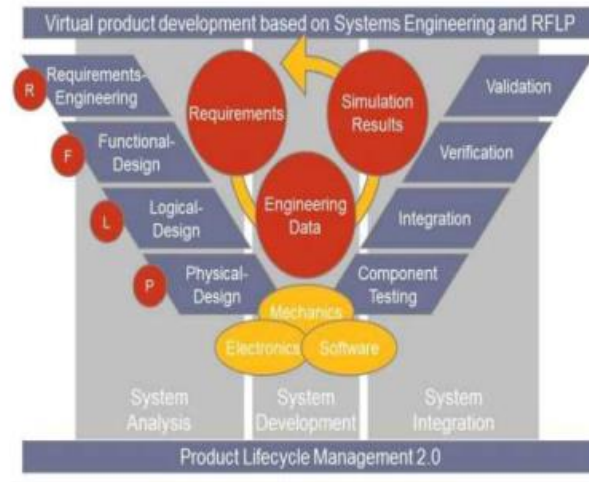 Virtual product development based on Systems Engineering and RFLP
R
Requirements-
Engineering
Requirements
Simulation
Results
Validation
F
Functional-
Design
Verification
L
Logical-
Design
Engineering
Data
Integration
P
Physical-
Design
Component
Testing
Mechanics
Electronics
Software
System
Analysis
System
Development
System
Integration
Product Lifecycle Management 2.0